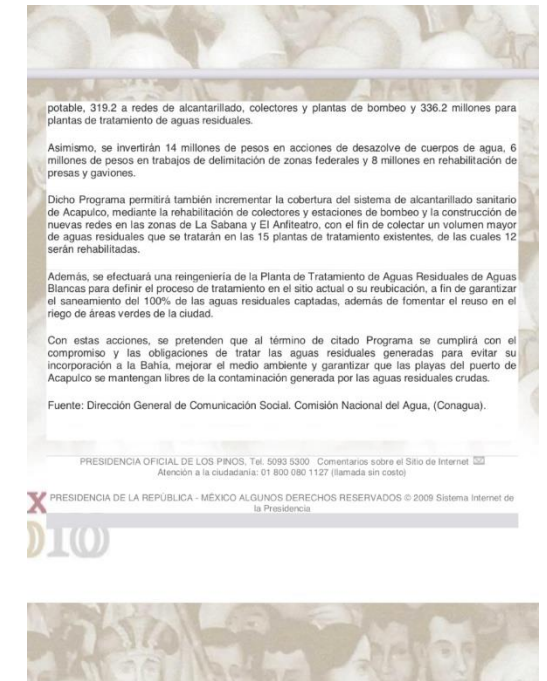 potable, 319.2 a redes de alcantarillado, colectores y plantas de bombeo y 336.2 millones para
plantas de tratamiento de aguas residuales.
Asimismo, se invertirán 14 millones de pesos en acciones de desazolve de cuerpos de agua, 6
millones de pesos en trabajos de delimitación de zonas federales y 8 millones en rehabilitación de
presas y gaviones.
Dicho Programa permitirá también incrementar la cobertura del sistema de alcantarillado sanitario
de Acapulco, mediante la rehabilitación de colectores y estaciones de bombeo y la construcción de
nuevas redes en las zonas de La Sabana y El Anfiteatro, con el fin de colectar un volumen mayor
de aguas residuales que se tratarán en las 15 plantas de tratamiento existentes, de las cuales 12
serán rehabilitadas.
Además, se efectuará una reingeniería de la Planta de Tratamiento de Aguas Residuales de Aguas
Blancas para definir el proceso de tratamiento en el sitio actual o su reubicación, a fin de garantizar
el saneamiento del 100% de las aguas residuales captadas, además de fomentar el reuso en el
riego de áreas verdes de la ciudad.
Con estas acciones, se pretenden que al término de citado Programa se cumplirá con el
compromiso y las obligaciones de tratar las aguas residuales generadas para evitar su
incorporación a la Bahía, mejorar el medio ambiente y garantizar que las playas del puerto de
Acapulco se mantengan libres de la contaminación generada por las aguas residuales crudas.
Fuente: Dirección General de Comunicación Social. Comisión Nacional del Agua, (Conagua).
PRESIDENCIA OFICIAL DE LOS PINOS, Tel. 5093 5300 Comentarios sobre el Sitio de Internet
Atención a la ciudadanía: 01 800 080 1127 (llamada sin costo)
X PRESIDENCIA DE LA REPÚBLICA - MÉXICO ALGUNOS DERECHOS RESERVADOS © 2009 Sistema Internet de
la Presidencia